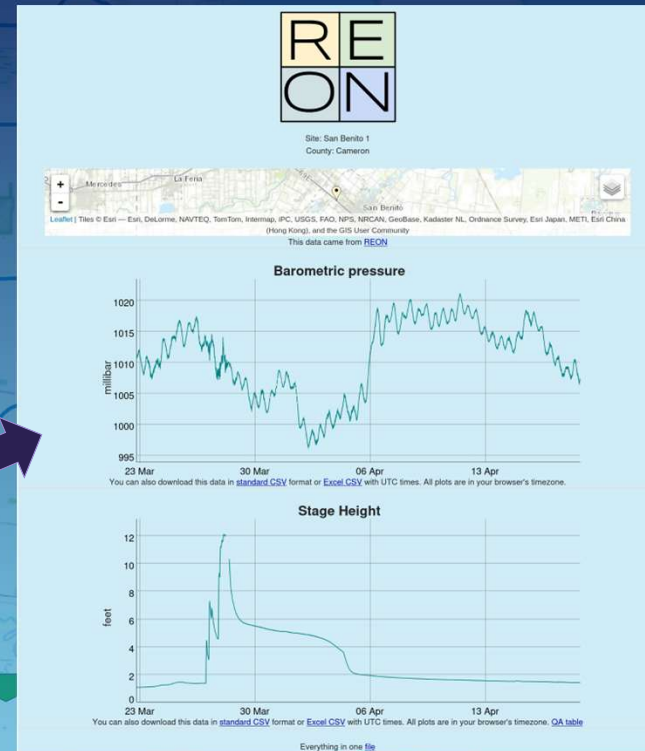 RE
ON
Site: San Benito 1
County: Cameron
+
Mercedes
La Feria
-
San Benito
Leaflet | Tiles © Esri — Esri, DeLorme, NAVTEQ, TomTom, Intermap, iPC, USGS, FAO, NPS, NRCAN, GeoBase, Kadaster NL, Ordnance Survey, Esri Japan, METI, Esri China
(Hong Kong), and the GIS User Community
This data came from REON
Barometric pressure
1020
1015
1010
1005
1000
995
millibar
23 Mar 30 Mar 06 Apr 13 Apr
You can also download this data in standard CSV format or Excel CSV with UTC times. All plots are in your browser's timezone.
Stage Height
12
10
8
6
4
2
0
feet
23 Mar 30 Mar 06 Apr 13 Apr
You can also download this data in standard CSV format or Excel CSV with UTC times. All plots are in your browser's timezone. QA table
Everything in one file